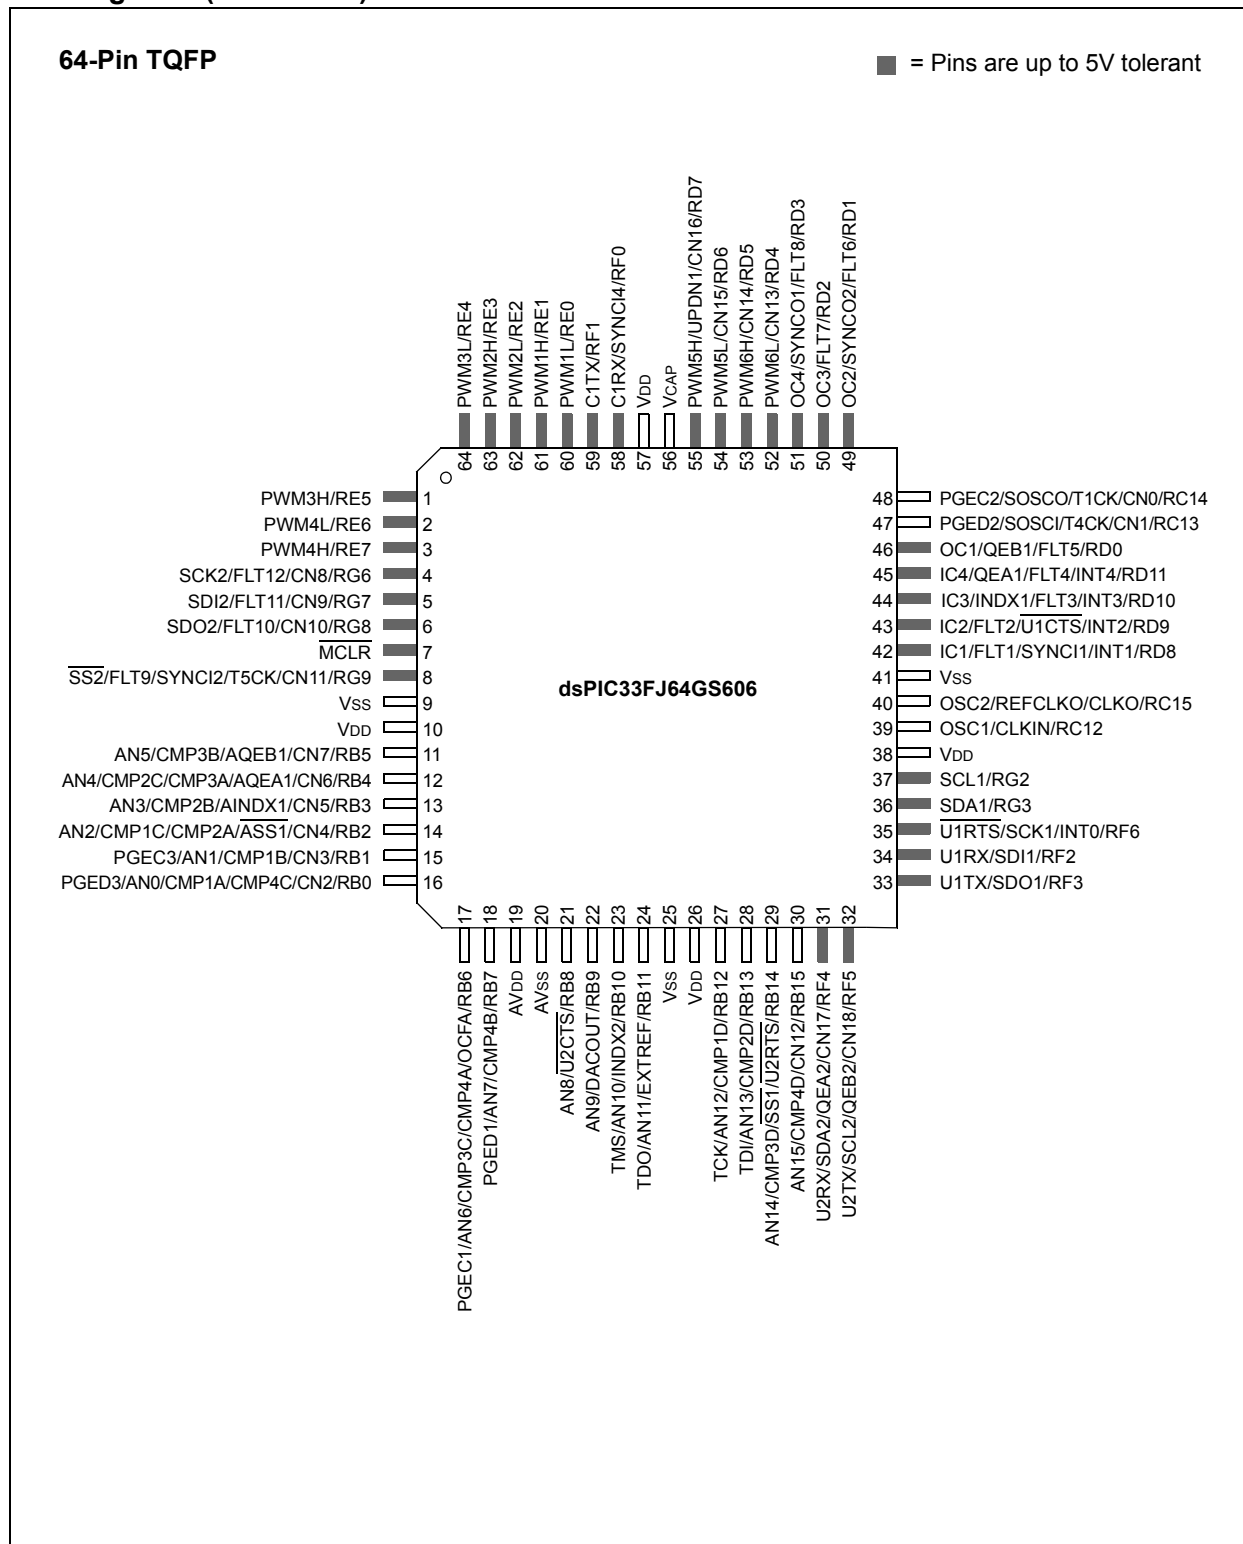 64-Pin TQFP
= Pins are up to 5V tolerant
PWM3L/RE4
PWM2H/RE3
PWM2L/RE2
PWM1H/RE1
PWM1L/RE0
C1TX/RF1
C1RX/SYNCI4/RF0
VDD
VCAP
PWM5H/UPDN1/CN16/RD7
PWM5L/CN15/RD6
PWM6H/CN14/RD5
PWM6L/CN13/RD4
OC4/SYNCO1/FLT8/RD3
OC3/FLT7/RD2
OC2/SYNCO2/FLT6/RD1
64 63 62 61 60 59 58 57 56 55 54 53 52 51 50 49
PWM3H/RE5 1
PWM4L/RE6 2
PWM4H/RE7 3
SCK2/FLT12/CN8/RG6 4
SDI2/FLT11/CN9/RG7 5
SDO2/FLT10/CN10/RG8 6
MCLR 7
SS2/FLT9/SYNCI2/T5CK/CN11/RG9 8
VSS 9
VDD 10
AN5/CMP3B/AQEB1/CN7/RB5 11
AN4/CMP2C/CMP3A/AQEA1/CN6/RB4 12
AN3/CMP2B/AINDX1/CN5/RB3 13
AN2/CMP1C/CMP2A/ASS1/CN4/RB2 14
PGEC3/AN1/CMP1B/CN3/RB1 15
PGED3/AN0/CMP1A/CMP4C/CN2/RB0 16
dsPIC33FJ64GS606
48 PGEC2/SOSCO/T1CK/CN0/RC14
47 PGED2/SOSCI/T4CK/CN1/RC13
46 OC1/QEB1/FLT5/RD0
45 IC4/QEA1/FLT4/INT4/RD11
44 IC3/INDX1/FLT3/INT3/RD10
43 IC2/FLT2/U1CTS/INT2/RD9
42 IC1/FLT1/SYNCI1/INT1/RD8
41 VSS
40 OSC2/REFCLKO/CLKO/RC15
39 OSC1/CLKIN/RC12
38 VDD
37 SCL1/RG2
36 SDA1/RG3
35 U1RTS/SCK1/INT0/RF6
34 U1RX/SDI1/RF2
33 U1TX/SDO1/RF3
17 18 19 20 21 22 23 24 25 26 27 28 29 30 31 32
PGEC1/AN6/CMP3C/CMP4A/OCFA/RB6
PGED1/AN7/CMP4B/RB7
AVDD
AVSS
AN8/U2CTS/RB8
AN9/DACOUT/RB9
TMS/AN10/INDX2/RB10
TDO/AN11/EXTREF/RB11
VSS
VDD
TCK/AN12/CMP1D/RB12
TDI/AN13/CMP2D/RB13
AN14/CMP3D/SS1/U2RTS/RB14
AN15/CMP4D/CN12/RB15
U2RX/SDA2/QEA2/CN17/RF4
U2TX/SCL2/QEB2/CN18/RF5